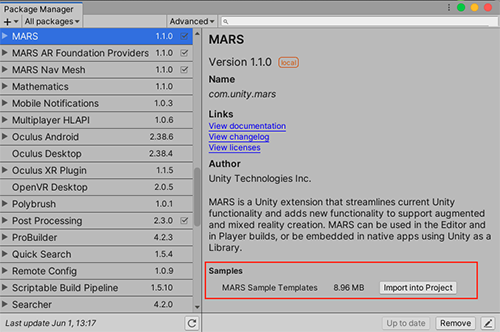 Package Manager
All packages
Advanced
MARS 1.1.0
MARS AR Foundation Providers 1.1.0
MARS Nav Mesh 1.1.0
Mathematics 1.1.0
Mobile Notifications 1.0.3
Multiplayer HLAPI 1.0.6
Oculus Android 2.38.6
Oculus Desktop 2.38.4
Oculus XR Plugin 1.1.5
OpenVR Desktop 2.0.5
Polybrush 1.0.1
Post Processing 2.3.0
ProBuilder 4.2.3
Quick Search 1.5.4
Remote Config 1.0.9
Scriptable Build Pipeline 1.5.10
Searcher 4.2.0
Last update Jun 1, 13:17
MARS
Version 1.1.0 local
Name
com.unity.mars
Links
View documentation
View changelog
View licenses
Author
Unity Technologies Inc.
MARS is a Unity extension that streamlines current Unity
functionality and adds new functionality to support augmented
and mixed reality creation. MARS can be used in the Editor and
in Player builds, or be embedded in native apps using Unity as a
Library.
Samples
MARS Sample Templates 8.96 MB Import into Project
Up to date Remove